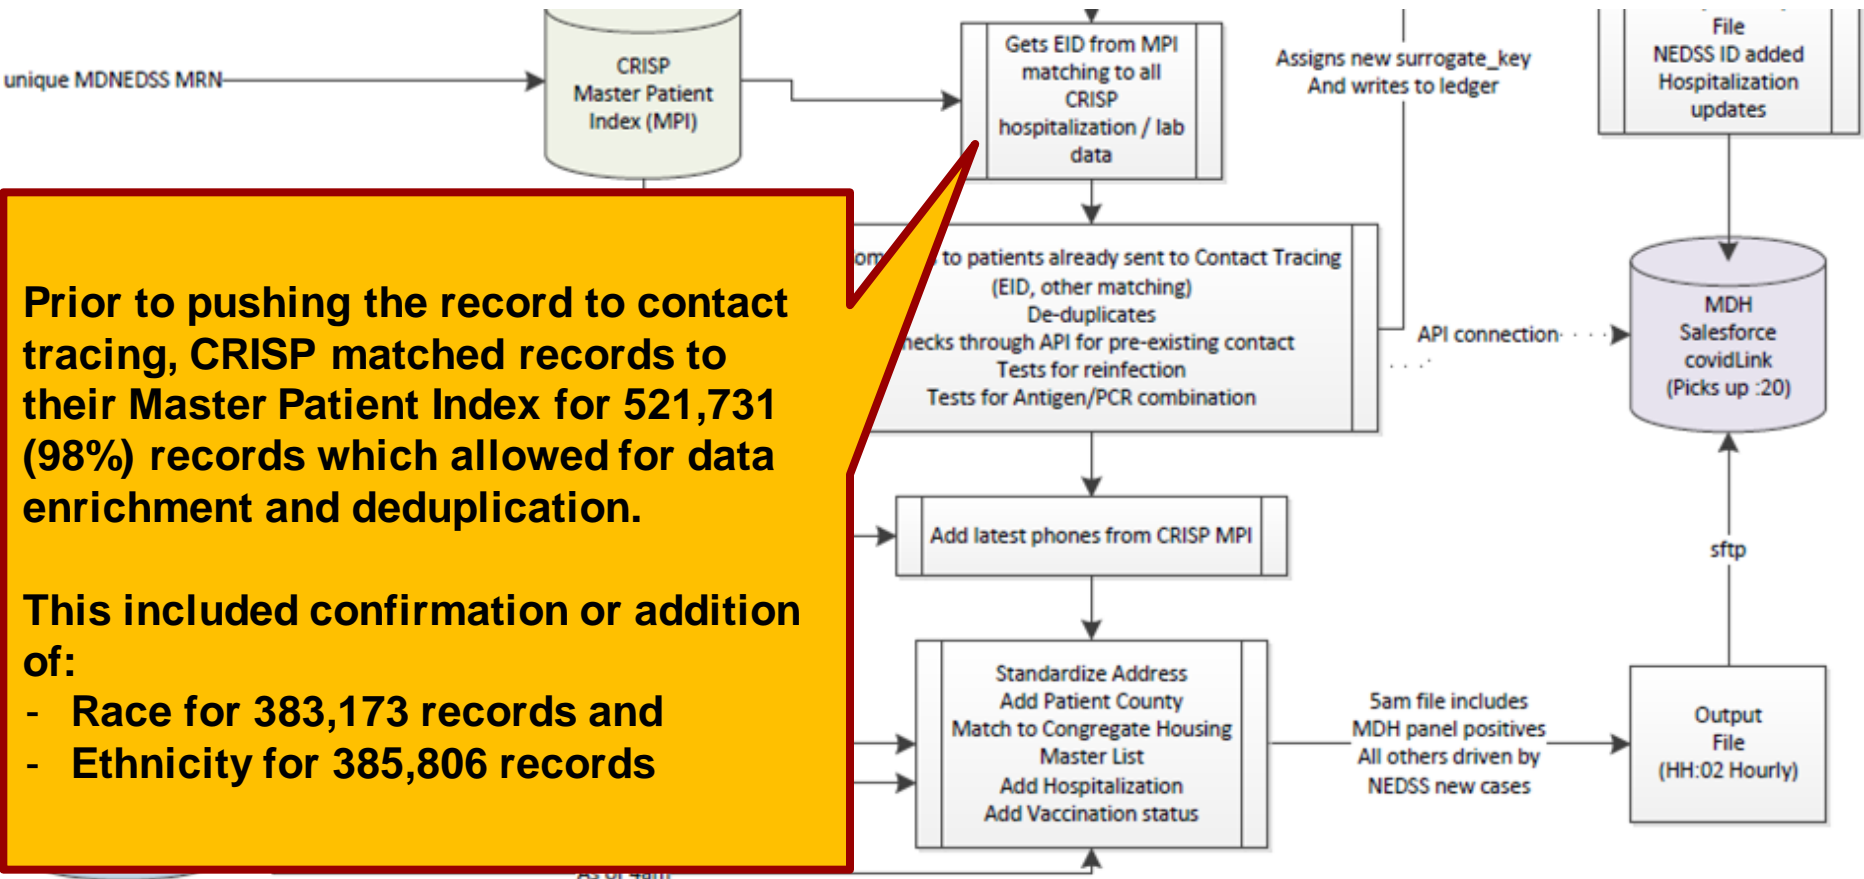 unique MDNEDSS MRN
CRISP
Master Patient
Index (MPI)
Gets EID from MPI
matching to all
CRISP
hospitalization / lab
data
Assigns new surrogate_key
And writes to ledger
File
NEDSS ID added
Hospitalization
updates
Prior to pushing the record to contact
tracing, CRISP matched records to
their Master Patient Index for 521,731
(98%) records which allowed for data
enrichment and deduplication.
This included confirmation or addition
of:
- Race for 383,173 records and
- Ethnicity for 385,806 records
to patients already sent to Contact Tracing
(EID, other matching)
De-duplicates
through API for pre-existing contact
Tests for reinfection
Tests for Antigen/PCR combination
API connection
MDH
Salesforce
covidLink
(Picks up :20)
Add latest phones from CRISP MPI
sftp
Standardize Address
Add Patient County
Match to Congregate Housing
Master List
Add Hospitalization
Add Vaccination status
5am file includes
MDH panel positives
All others driven by
NEDSS new cases
Output
File
(HH:02 Hourly)